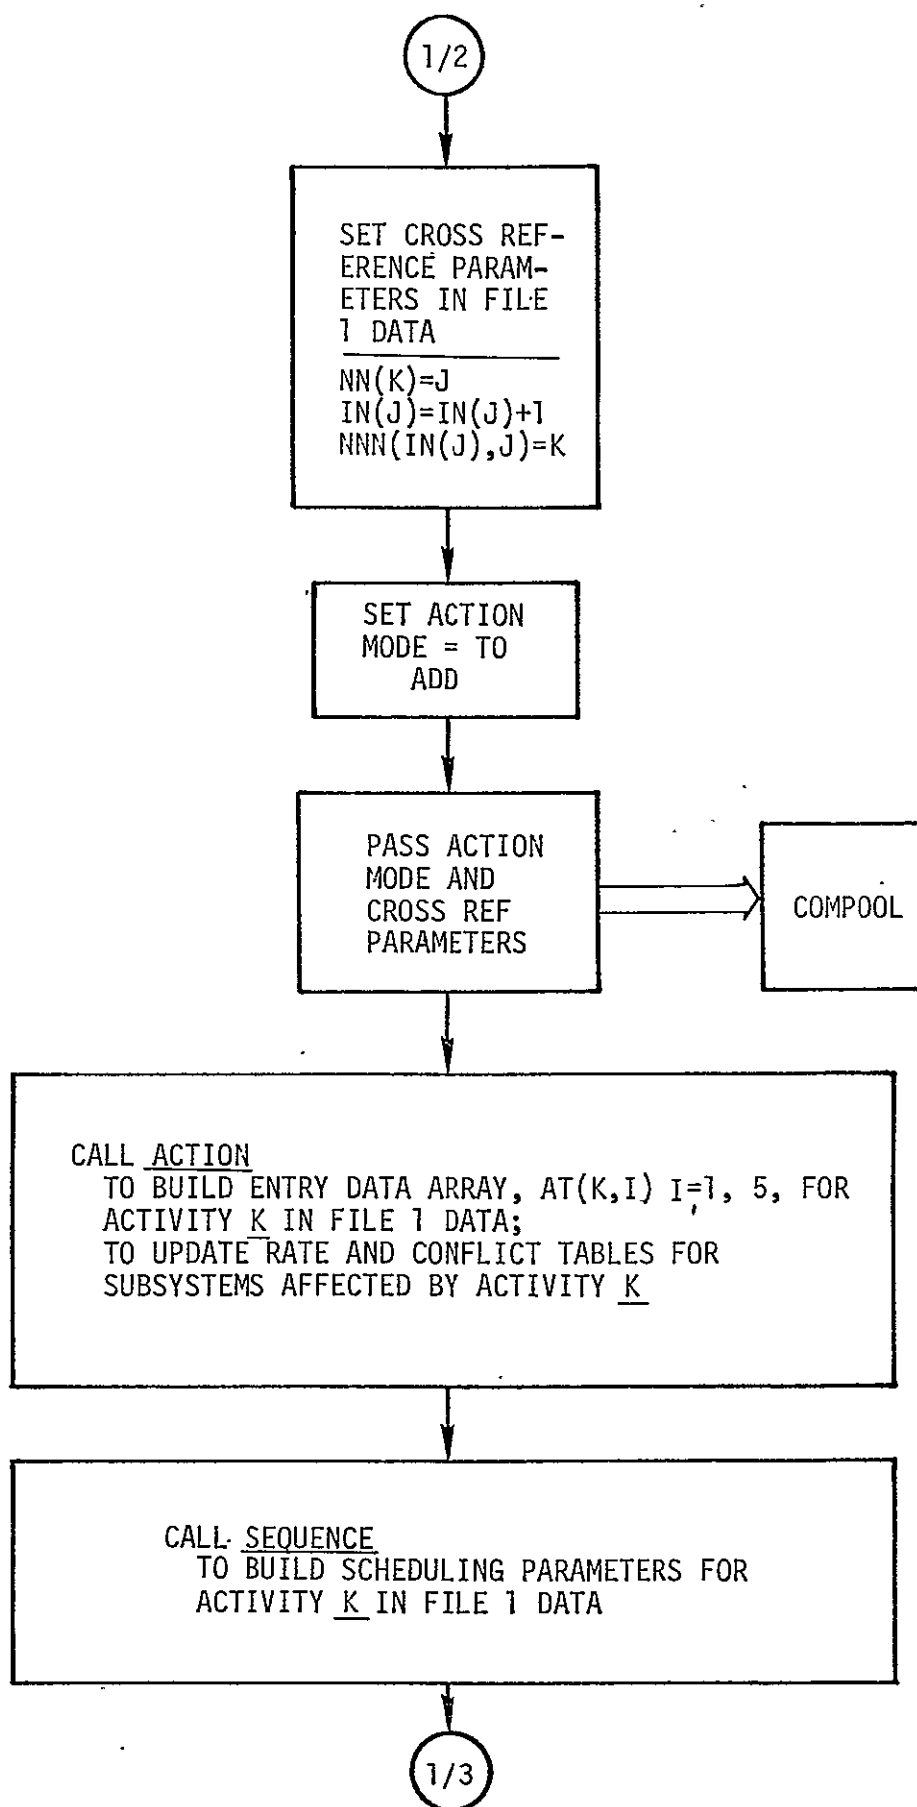 1/2
SET CROSS REF-
ERENCE PARAM-
ETERS IN FILE
1 DATA
NN(K)=J
IN(J)=IN(J)+1
NNN(IN(J),J)=K
SET ACTION
MODE = TO
ADD
PASS ACTION
MODE AND
CROSS REF
PARAMETERS
COMPOOL
CALL ACTION
TO BUILD ENTRY DATA ARRAY, AT(K,I) I=1, 5, FOR
ACTIVITY K IN FILE 1 DATA;
TO UPDATE RATE AND CONFLICT TABLES FOR
SUBSYSTEMS AFFECTED BY ACTIVITY K
CALL SEQUENCE
TO BUILD SCHEDULING PARAMETERS FOR
ACTIVITY K IN FILE 1 DATA
1/3